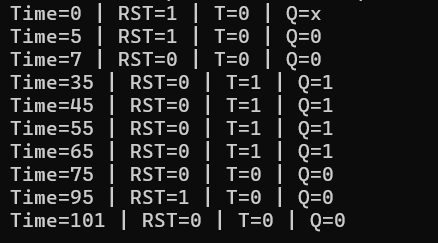 Time=0 | RST=1 | T=0 | Q=x
Time=5 | RST=1 | T=0 | Q=0
Time=7 | RST=0 | T=0 | Q=0
Time=35 | RST=0 | T=1 | Q=1
Time=45 | RST=0 | T=1 | Q=1
Time=55 | RST=0 | T=1 | Q=1
Time=65 | RST=0 | T=1 | Q=1
Time=75 | RST=0 | T=0 | Q=0
Time=95 | RST=1 | T=0 | Q=0
Time=101 | RST=0 | T=0 | Q=0